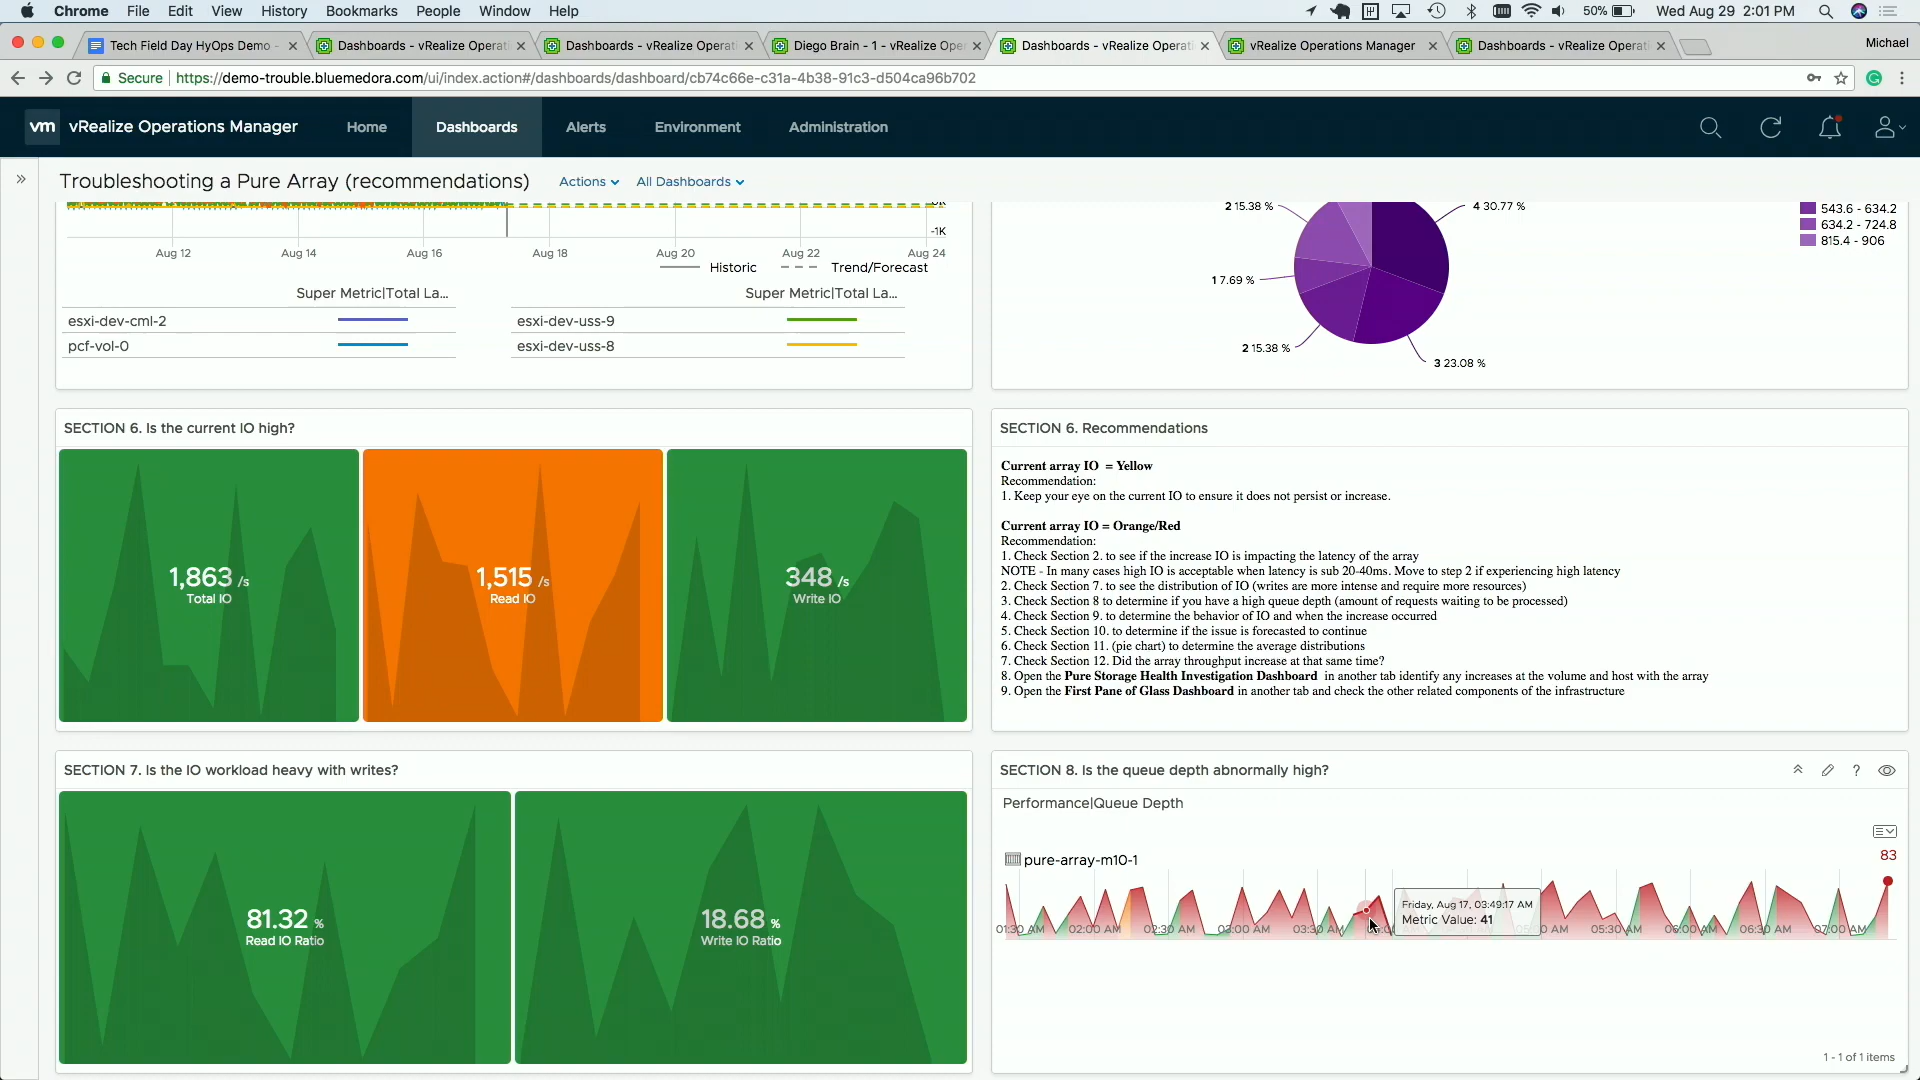 Chrome File Edit View History Bookmarks People Window Help 50% Wed Aug 29 2:01 PM
Tech Field Day HyOps Demo - Dashboards - vRealize Operati Dashboards - vRealize Operati Diego Brain - 1 - vRealize Ope Dashboards - vRealize Operati vRealize Operations Manager Dashboards - vRealize Operati Michael
Secure https://demo-trouble.bluemedora.com/ui/index.action#/dashboards/dashboard/cb74c66e-c31a-4b38-91c3-d504ca96b702
vm vRealize Operations Manager Home Dashboards Alerts Environment Administration
Troubleshooting a Pure Array (recommendations) Actions All Dashboards
-1K
Aug 12 Aug 14 Aug 16 Aug 18 Aug 20 Aug 22 Aug 24
Historic Trend/Forecast
Super Metric|Total La... Super Metric|Total La...
esxi-dev-cml-2 esxi-dev-uss-9
pcf-vol-0 esxi-dev-uss-8
2 15.38 % 4 30.77 %
1 7.69 %
2 15.38 %
3 23.08 %
543.6 - 634.2
634.2 - 724.8
815.4 - 906
SECTION 6. Is the current IO high?
1,863 /s
Total IO
1,515 /s
Read IO
348 /s
Write IO
SECTION 6. Recommendations
Current array IO = Yellow
Recommendation:
1. Keep your eye on the current IO to ensure it does not persist or increase.
Current array IO = Orange/Red
Recommendation:
1. Check Section 2. to see if the increase IO is impacting the latency of the array
NOTE - In many cases high IO is acceptable when latency is sub 20-40ms. Move to step 2 if experiencing high latency
2. Check Section 7. to see the distribution of IO (writes are more intense and require more resources)
3. Check Section 8 to determine if you have a high queue depth (amount of requests waiting to be processed)
4. Check Section 9. to determine the behavior of IO and when the increase occurred
5. Check Section 10. to determine if the issue is forecasted to continue
6. Check Section 11. (pie chart) to determine the average distributions
7. Check Section 12. Did the array throughput increase at that same time?
8. Open the Pure Storage Health Investigation Dashboard in another tab identify any increases at the volume and host with the array
9. Open the First Pane of Glass Dashboard in another tab and check the other related components of the infrastructure
SECTION 7. Is the IO workload heavy with writes?
81.32 %
Read IO Ratio
18.68 %
Write IO Ratio
SECTION 8. Is the queue depth abnormally high?
Performance|Queue Depth
pure-array-m10-1 83
Friday, Aug 17, 03:49:17 AM
Metric Value: 41
01:30 AM 02:00 AM 02:30 AM 03:00 AM 03:30 AM 05:30 AM 06:00 AM 06:30 AM 07:00 AM
1 - 1 of 1 items